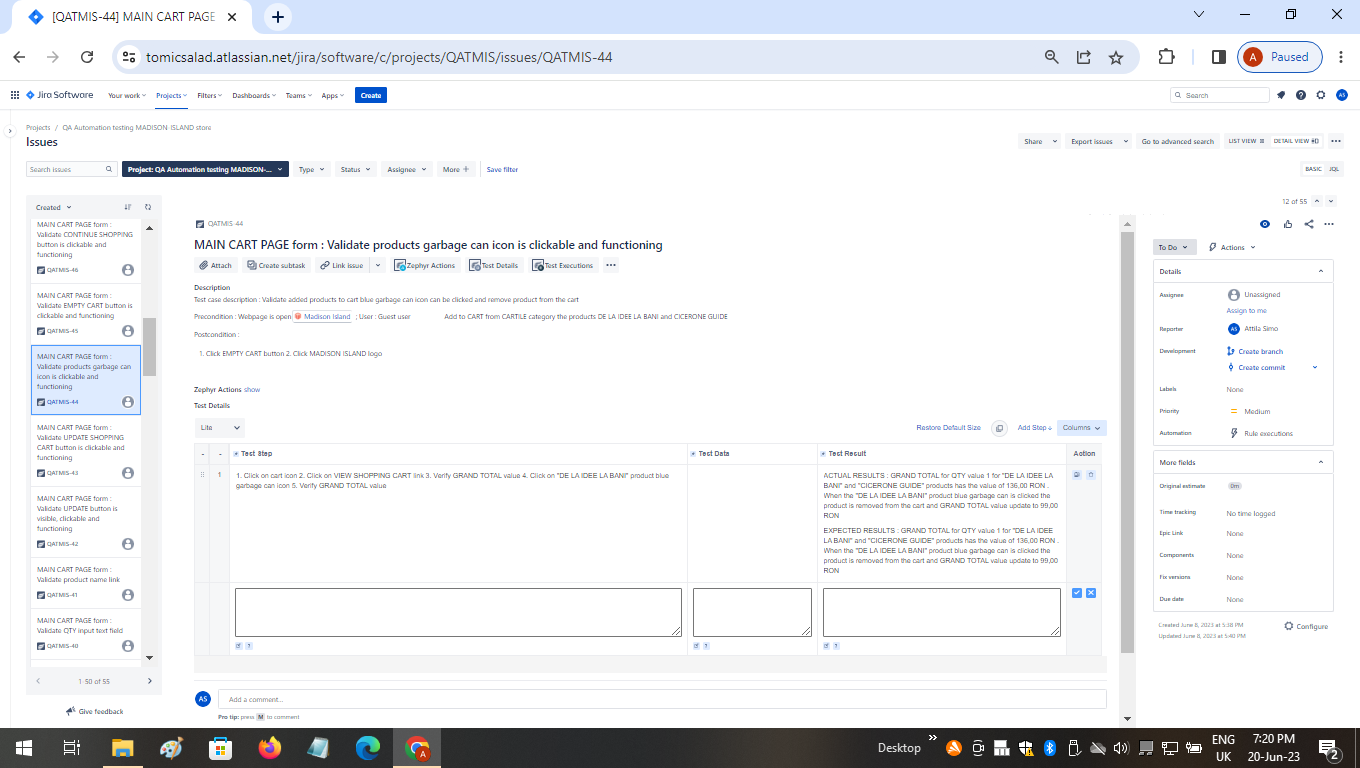 [QATMIS-44] MAIN CART PAGE
tomicsalad.atlassian.net/jira/software/c/projects/QATMIS/issues/QATMIS-44
A Paused
Jira Software Your work Projects Filters Dashboards Teams Apps Create Search AS
Projects / QA Automation testing MADISON ISLAND store
Issues
Share Export issues Go to advanced search LIST VIEW DETAIL VIEW
Search issues Project: QA Automation testing MADISON-... Type Status Assignee More + Save filter BASIC JQL
Created
12 of 55
MAIN CART PAGE form :
Validate CONTINUE SHOPPING
button is clickable and
functioning
QATMIS-46
MAIN CART PAGE form :
Validate EMPTY CART button is
clickable and functioning
QATMIS-45
MAIN CART PAGE form :
Validate products garbage can
icon is clickable and
functioning
QATMIS-44
MAIN CART PAGE form :
Validate UPDATE SHOPPING
CART button is clickable and
functioning
QATMIS-43
MAIN CART PAGE form :
Validate UPDATE button is
visible, clickable and
functioning
QATMIS-42
MAIN CART PAGE form :
Validate product name link
QATMIS-41
MAIN CART PAGE form :
Validate QTY input text field
QATMIS-40
1-50 of 55
Give feedback
QATMIS-44
MAIN CART PAGE form : Validate products garbage can icon is clickable and functioning
Attach Create subtask Link issue Zephyr Actions Test Details Test Executions
Description
Test case description : Validate added products to cart blue garbage can icon can be clicked and remove product from the cart
Precondition : Webpage is open Madison Island ; User : Guest user Add to CART from CARTILE category the products DE LA IDEE LA BANI and CICERONE GUIDE
Postcondition :
1. Click EMPTY CART button 2. Click MADISON ISLAND logo
Zephyr Actions show
Test Details
Lite Restore Default Size Add Step Columns
- - Test Step Test Data Test Result Action
1 1. Click on cart icon 2. Click on VIEW SHOPPING CART link 3. Verify GRAND TOTAL value 4. Click on "DE LA IDEE LA BANI" product blue
garbage can icon 5. Verify GRAND TOTAL value
ACTUAL RESULTS : GRAND TOTAL for QTY value 1 for "DE LA IDEE
LA BANI" and "CICERONE GUIDE" products has the value of 136,00 RON .
When the "DE LA IDEE LA BANI" product blue garbage can is clicked the
product is removed from the cart and GRAND TOTAL value update to 99,00
RON
EXPECTED RESULTS : GRAND TOTAL for QTY value 1 for "DE LA IDEE
LA BANI" and "CICERONE GUIDE" products has the value of 136,00 RON .
When the "DE LA IDEE LA BANI" product blue garbage can is clicked the
product is removed from the cart and GRAND TOTAL value update to 99,00
RON
? ? ?
AS Add a comment...
Pro tip: press M to comment
To Do Actions
Details
Assignee Unassigned
Assign to me
Reporter AS Attila Simo
Development Create branch
Create commit
Labels None
Priority Medium
Automation Rule executions
More fields
Original estimate 0m
Time tracking No time logged
Epic Link None
Components None
Fix versions None
Due date None
Created June 8, 2023 at 5:38 PM
Updated June 8, 2023 at 5:40 PM
Configure
Desktop » ENG 7:20 PM
UK 20-Jun-23 2